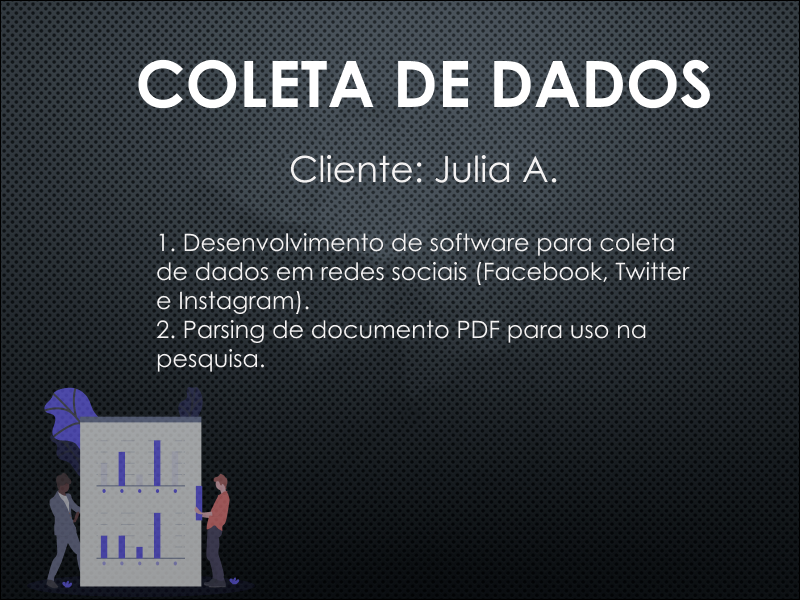 COLETA DE DADOS
Cliente: Julia A.
1. Desenvolvimento de software para coleta
de dados em redes sociais (Facebook, Twitter
e Instagram).
2. Parsing de documento PDF para uso na
pesquisa.